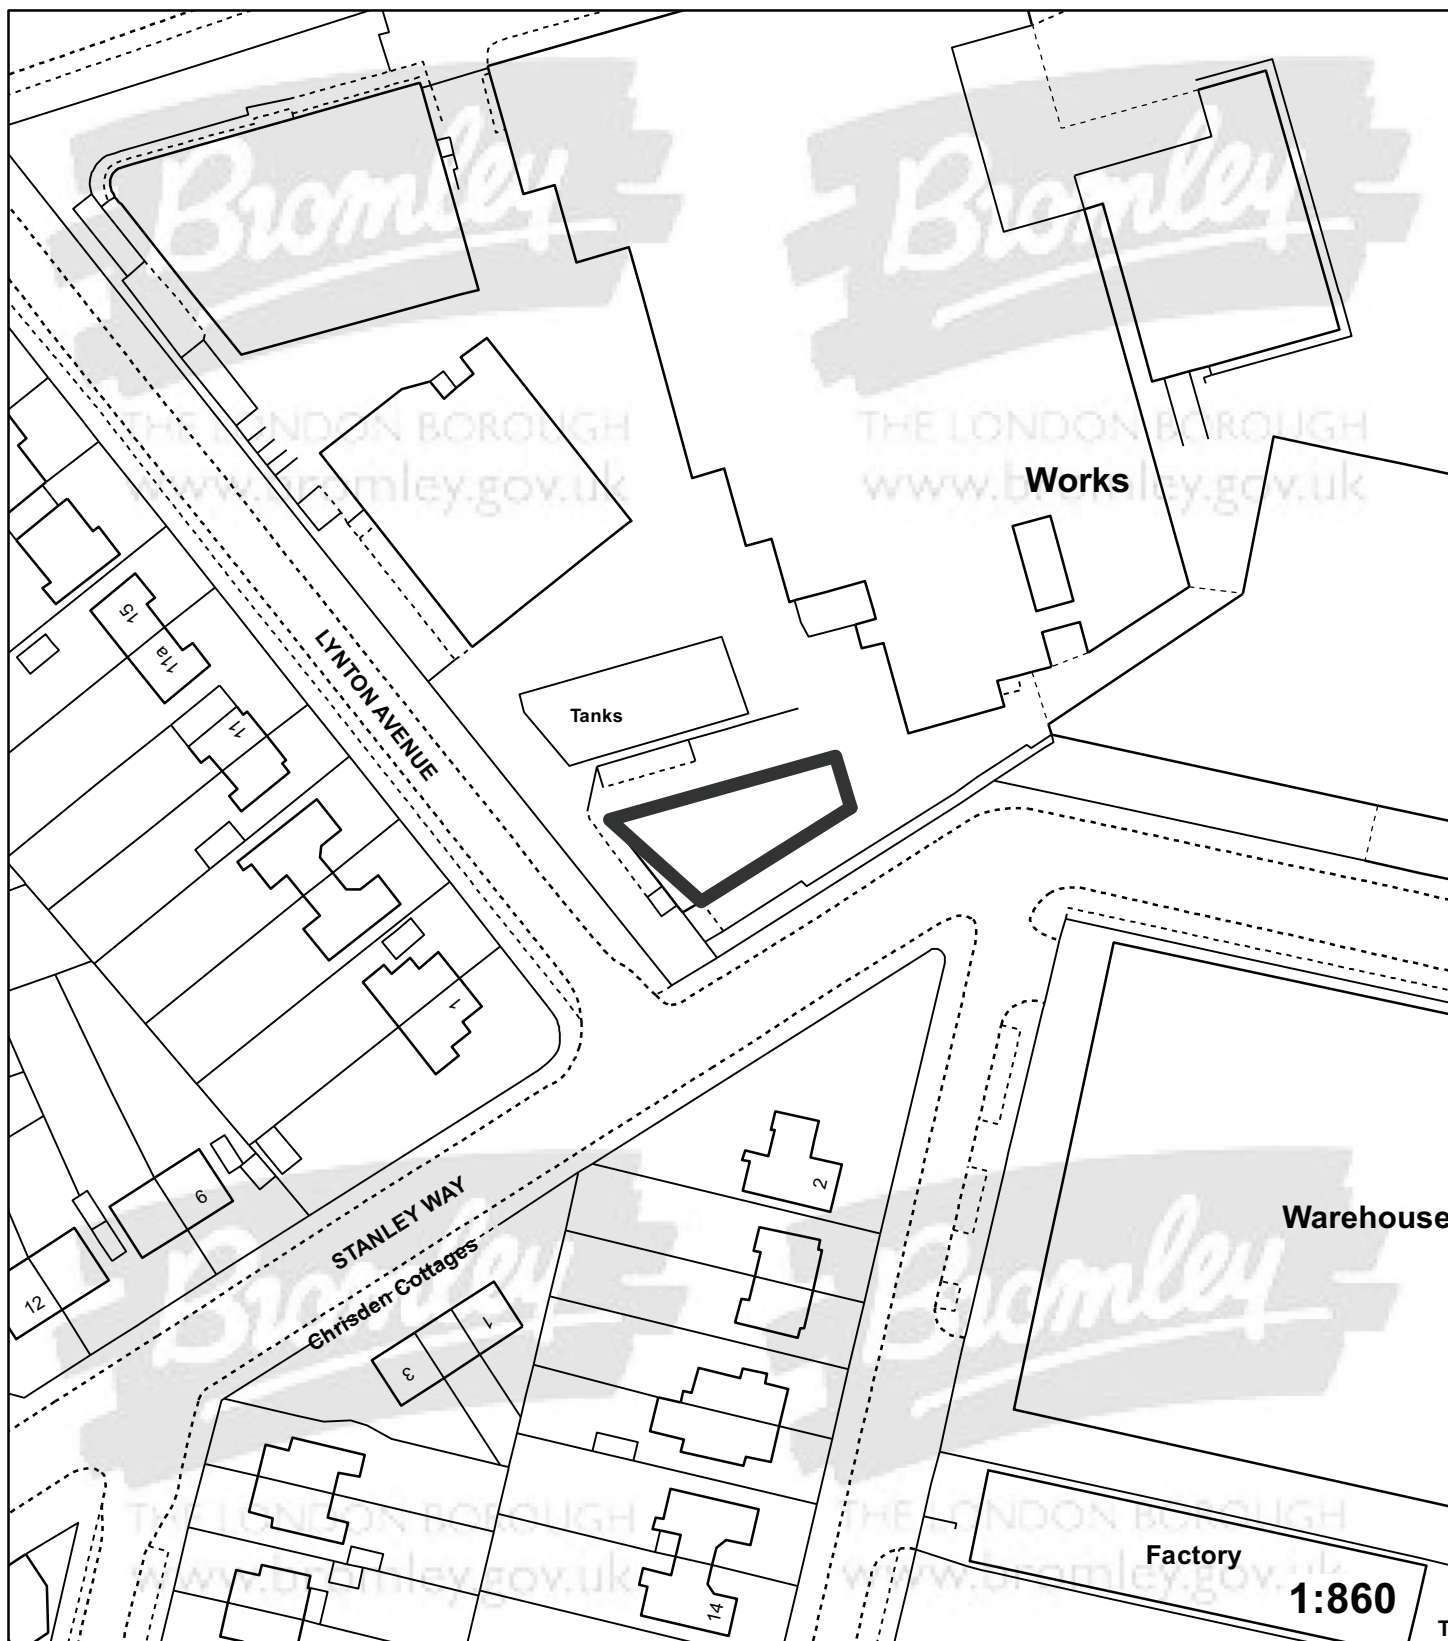 Bromley
Bromley
THE LONDON BOROUGH
www.bromley.gov.uk
THE LONDON BOROUGH
www.bromley.gov.uk
Works
15
11a
11
LYNTON AVENUE
Tanks
1
2
9
12
STANLEY WAY
Chrisden Cottages
1
3
Warehouse
Bromley
Bromley
THE LONDON BOROUGH
www.bromley.gov.uk
THE LONDON BOROUGH
www.bromley.gov.uk
Factory
14
1:860